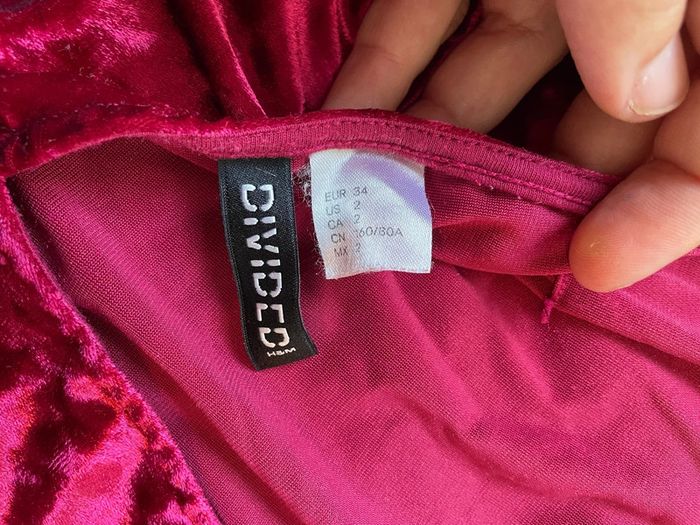 DIVIDED
H&M
EUR 34
US 2
CA 2
CN 160/80A
MX 2